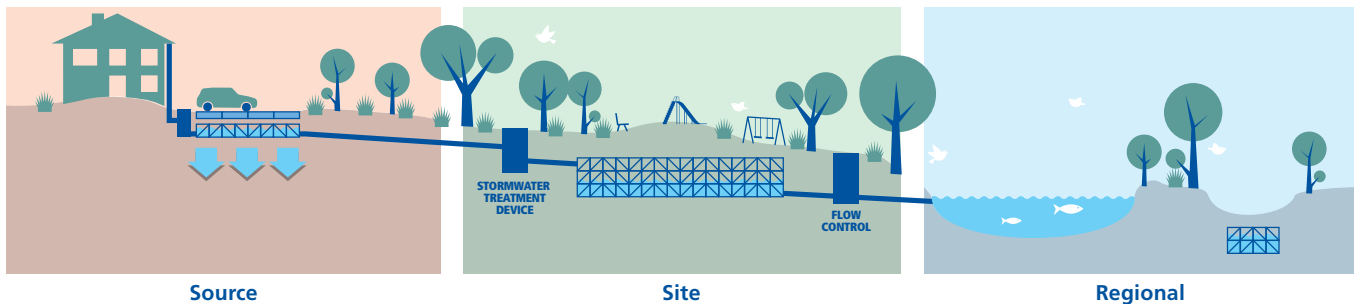 STORMWATER
TREATMENT
DEVICE
FLOW
CONTROL
Source
Site
Regional